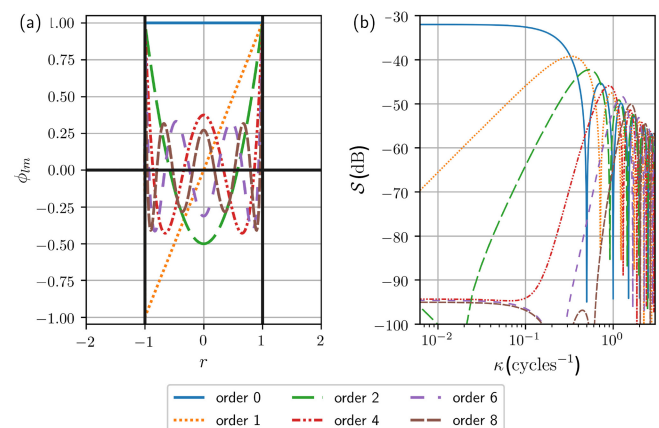 (a)
1.00
0.75
0.50
0.25
0.00
−0.25
−0.50
−0.75
−1.00
ϕlm
−2
−1
0
1
2
r
(b)
−30
−40
−50
−60
−70
−80
−90
−100
S (dB)
10⁻²
10⁻¹
10⁰
κ(cycles⁻¹)
order 0
order 2
order 6
order 1
order 4
order 8